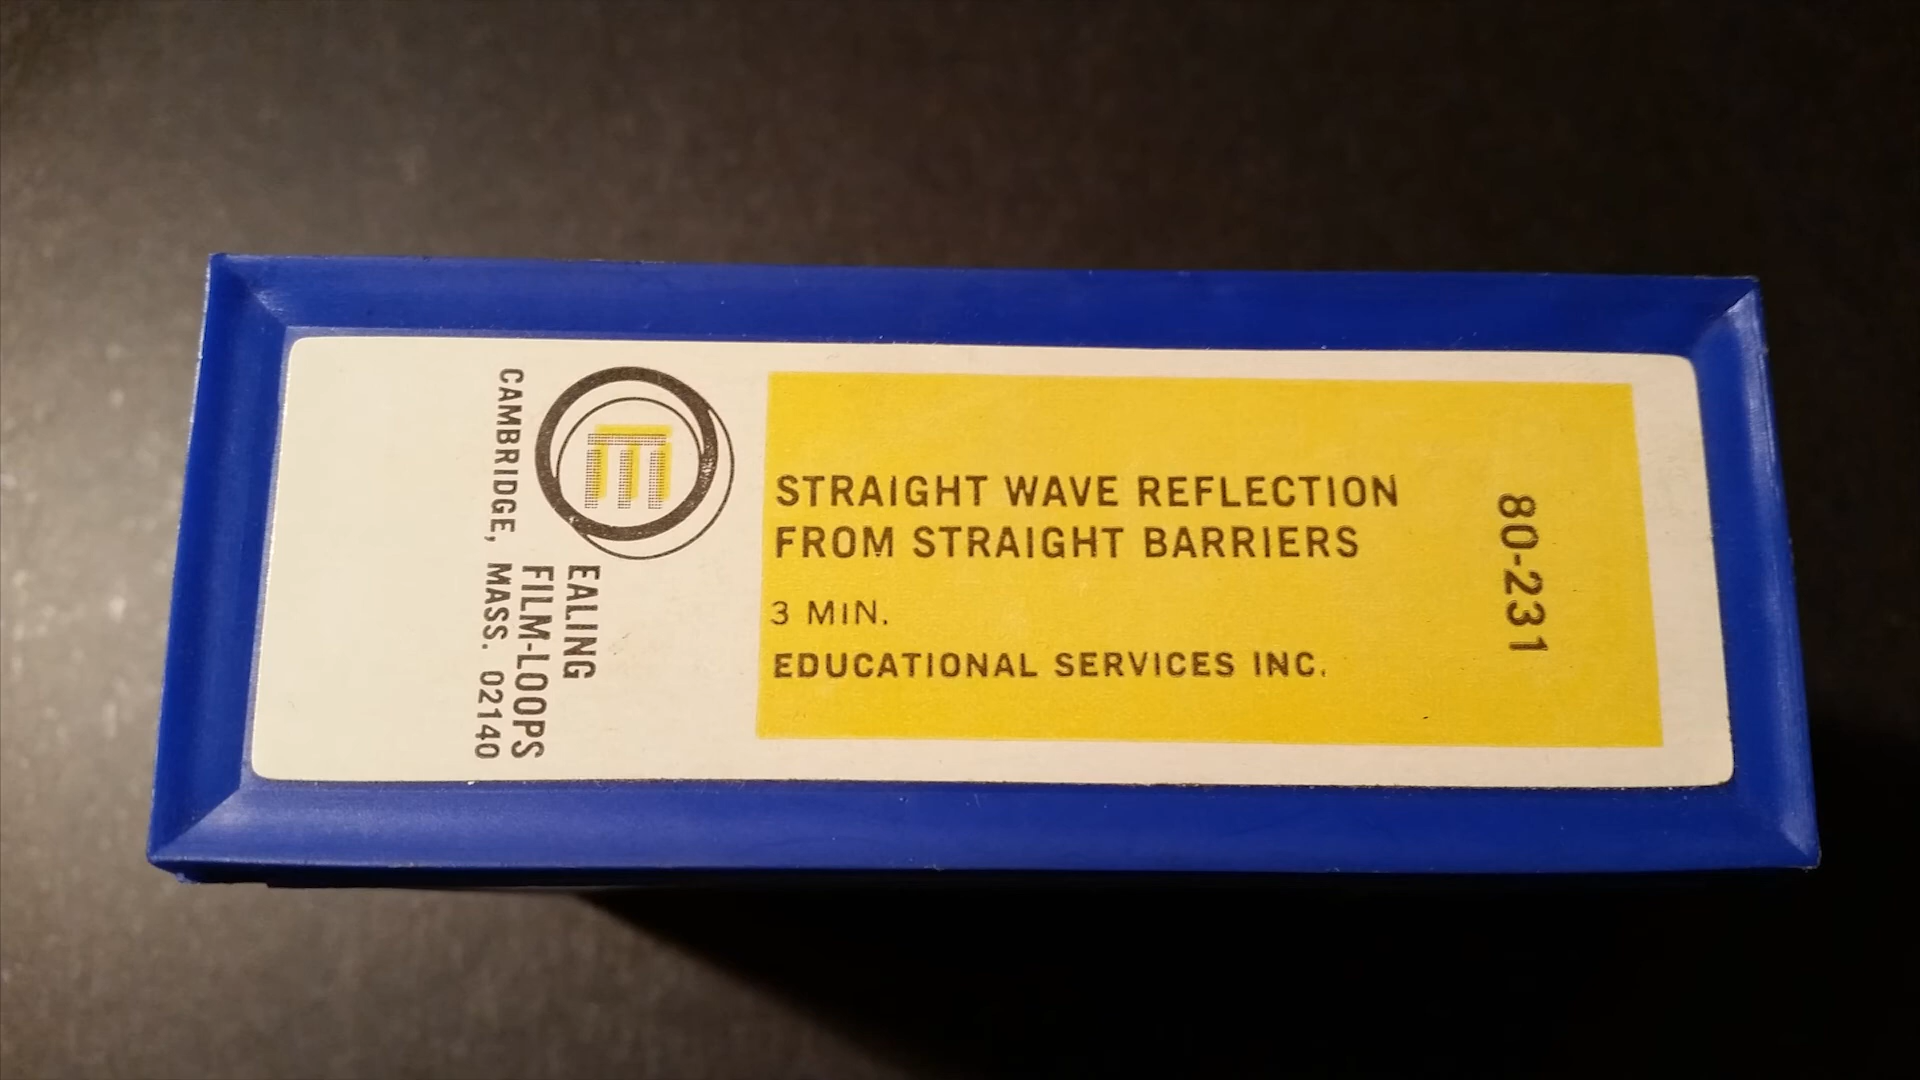 EALING
FILM-LOOPS
CAMBRIDGE, MASS. 02140
STRAIGHT WAVE REFLECTION
FROM STRAIGHT BARRIERS
3 MIN.
EDUCATIONAL SERVICES INC.
80-231